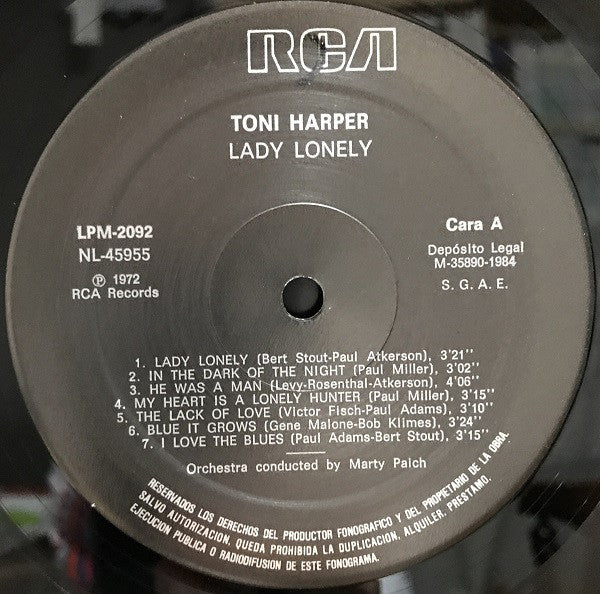 RCA
TONI HARPER
LADY LONELY
LPM-2092
NL-45955
℗ 1972
RCA Records
Cara A
Depósito Legal
M-35890-1984
S. G. A. E.
1. LADY LONELY (Bert Stout-Paul Atkerson), 3'21''
2. IN THE DARK OF THE NIGHT (Paul Miller), 3'02''
3. HE WAS A MAN (Levy-Rosenthal-Atkerson), 4'06''
4. MY HEART IS A LONELY HUNTER (Paul Miller), 3'15''
5. THE LACK OF LOVE (Victor Fisch-Paul Adams), 3'10''
6. BLUE IT GROWS (Gene Malone-Bob Klimes), 3'24''
7. I LOVE THE BLUES (Paul Adams-Bert Stout), 3'15''
Orchestra conducted by Marty Palch
RESERVADOS LOS DERECHOS DEL PRODUCTOR FONOGRAFICO Y DEL PROPIETARIO DE LA OBRA.
SALVO AUTORIZACION, QUEDA PROHIBIDA LA DUPLICACION, ALQUILER, PRESTAMO,
EJECUCION PUBLICA O RADIODIFUSION DE ESTE FONOGRAMA.